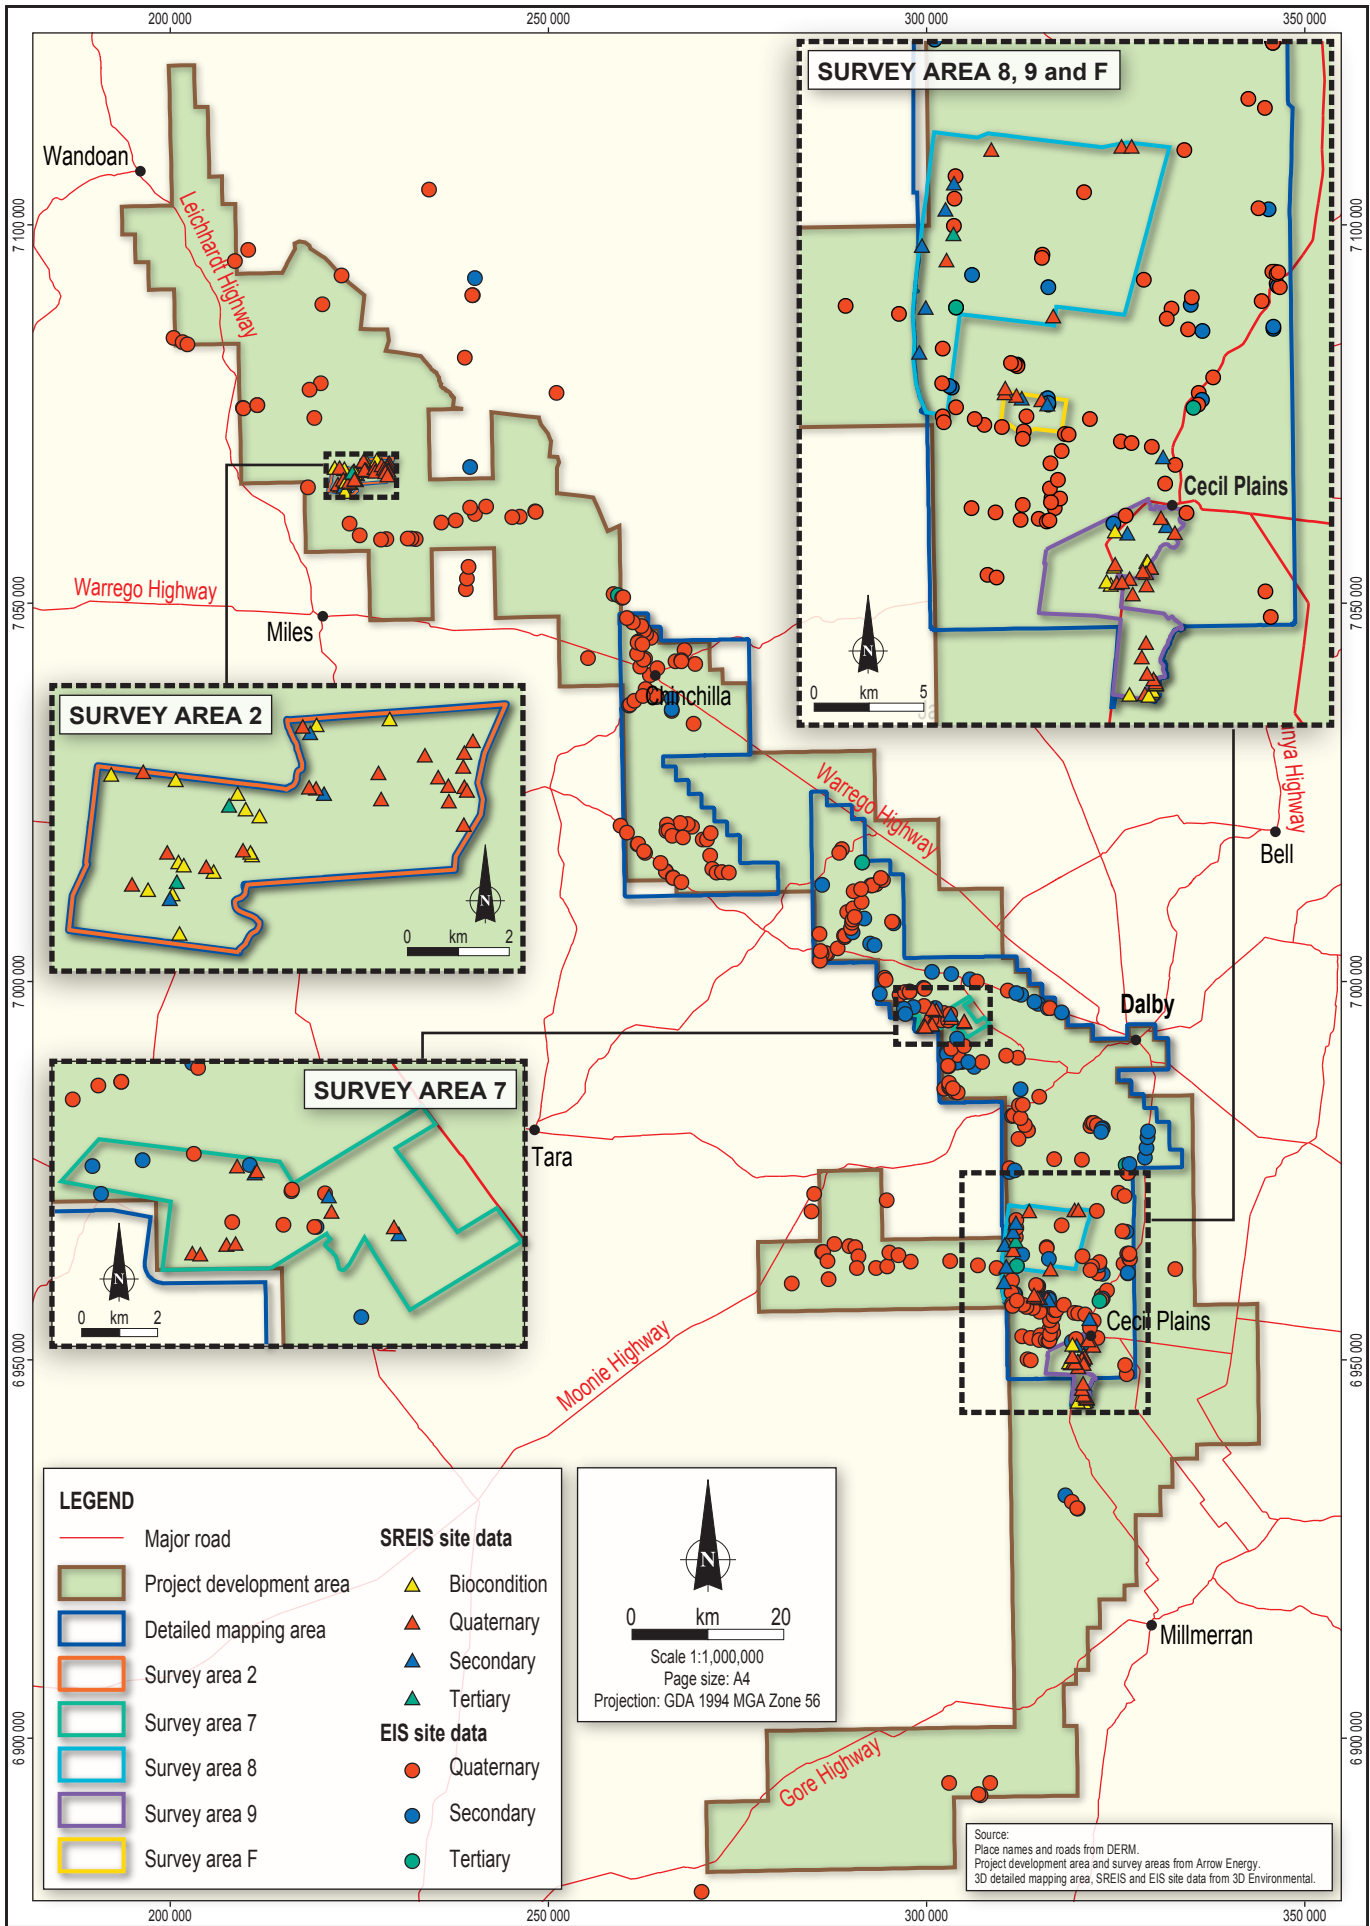 200 000
250 000
300 000
350 000
SURVEY AREA 8, 9 and F
Wandoan
Leichhardt Highway
7 100 000
7 100 000
Cecil Plains
N
0 km 5
Warrego Highway
Miles
7 050 000
7 050 000
Chinchilla
SURVEY AREA 2
N
0 km 2
Warrego Highway
nya Highway
Bell
7 000 000
7 000 000
Dalby
SURVEY AREA 7
N
0 km 2
Tara
Cecil Plains
Moonie Highway
6 950 000
6 950 000
LEGEND
Major road
Project development area
Detailed mapping area
Survey area 2
Survey area 7
Survey area 8
Survey area 9
Survey area F
SREIS site data
Biocondition
Quaternary
Secondary
Tertiary
EIS site data
Quaternary
Secondary
Tertiary
N
0 km 20
Scale 1:1,000,000
Page size: A4
Projection: GDA 1994 MGA Zone 56
Millmerran
6 900 000
6 900 000
Gore Highway
Source:
Place names and roads from DERM.
Project development area and survey areas from Arrow Energy.
3D detailed mapping area, SREIS and EIS site data from 3D Environmental.
200 000
250 000
300 000
350 000